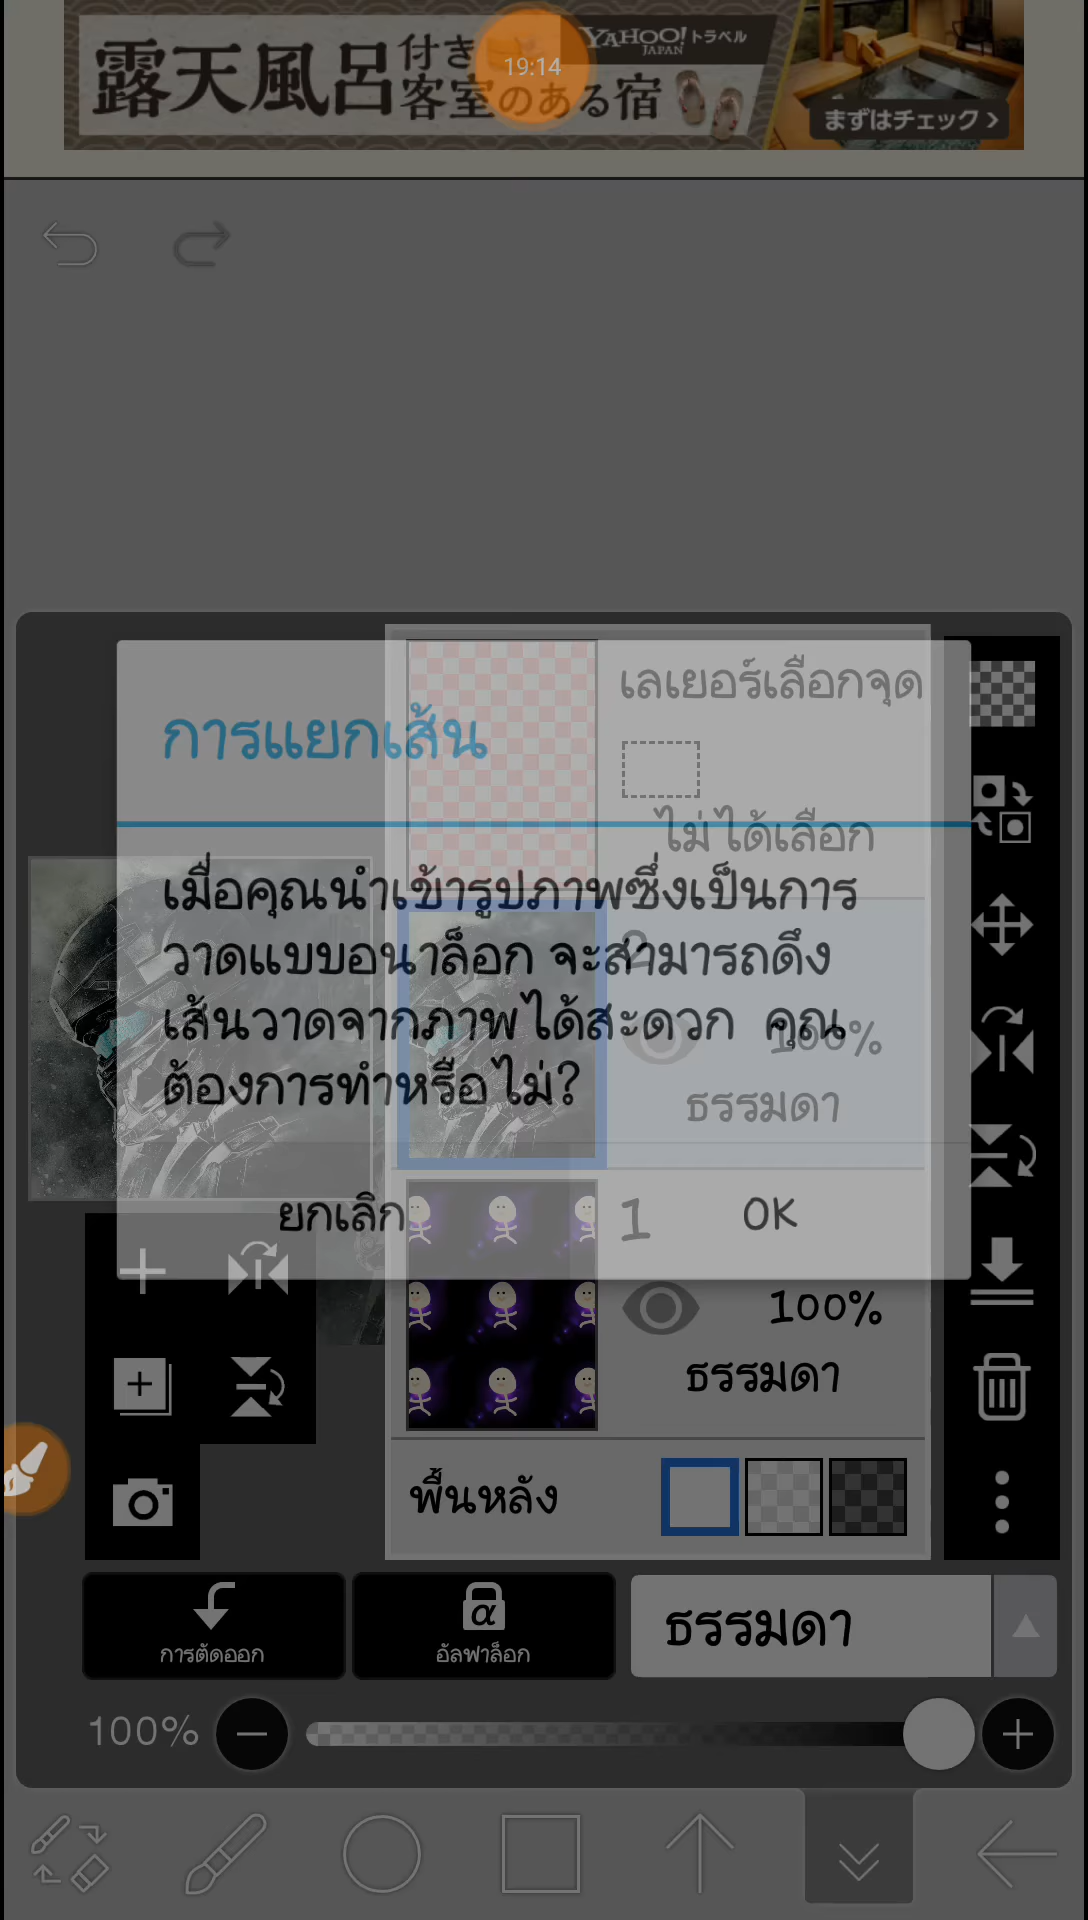 露天風呂付き
客室のある宿
YAHOO!トラベル
JAPAN
まずはチェック >
19:14
เลเยอร์เลือกจุด
การแยกเส้น
ไม่ได้เลือก
เมื่อคุณนำเข้ารูปภาพซึ่งเป็นการ
วาดแบบอนาล็อก จะสามารถดึง
เส้นวาดจากภาพได้สะดวก คุณ
ต้องการทำหรือไม่?
2
100%
ธรรมดา
ยกเลิก
1
OK
100%
ธรรมดา
พื้นหลัง
การตัดออก
α
อัลฟาล็อก
ธรรมดา
100%